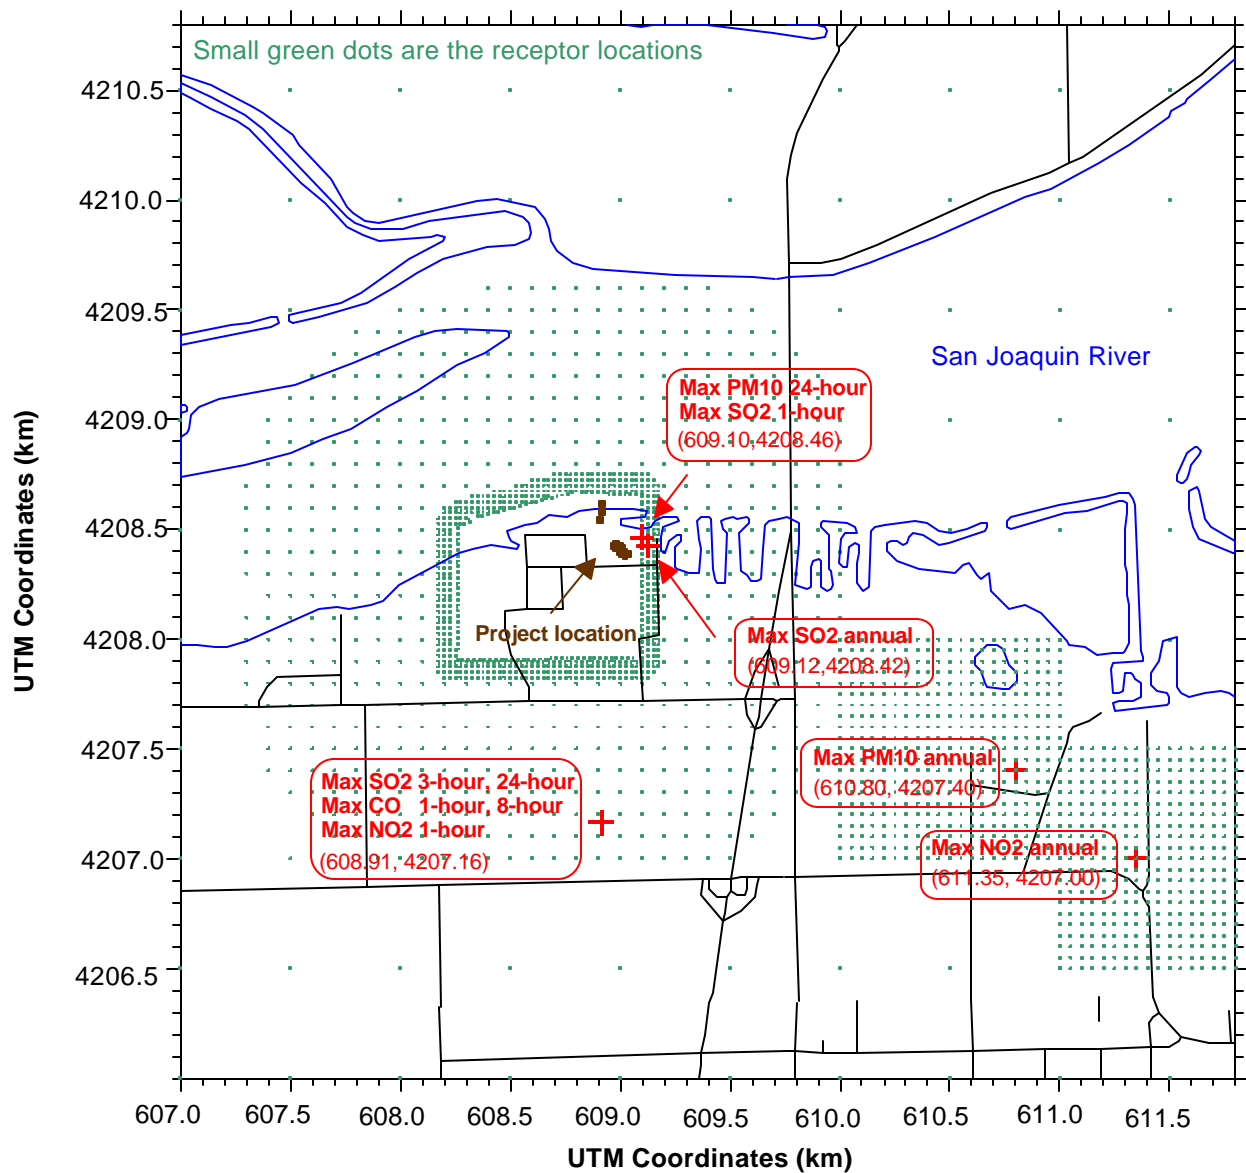 Small green dots are the receptor locations
4210.5
4210.0
4209.5
4209.0
4208.5
4208.0
4207.5
4207.0
4206.5
UTM Coordinates (km)
San Joaquin River
Max PM10 24-hour
Max SO2 1-hour
(609.10,4208.46)
Project location
Max SO2 annual
(609.12,4208.42)
Max PM10 annual
(610.80, 4207.40)
Max SO2 3-hour, 24-hour
Max CO 1-hour, 8-hour
Max NO2 1-hour
(608.91, 4207.16)
Max NO2 annual
(611.35, 4207.00)
607.0 607.5 608.0 608.5 609.0 609.5 610.0 610.5 611.0 611.5
UTM Coordinates (km)